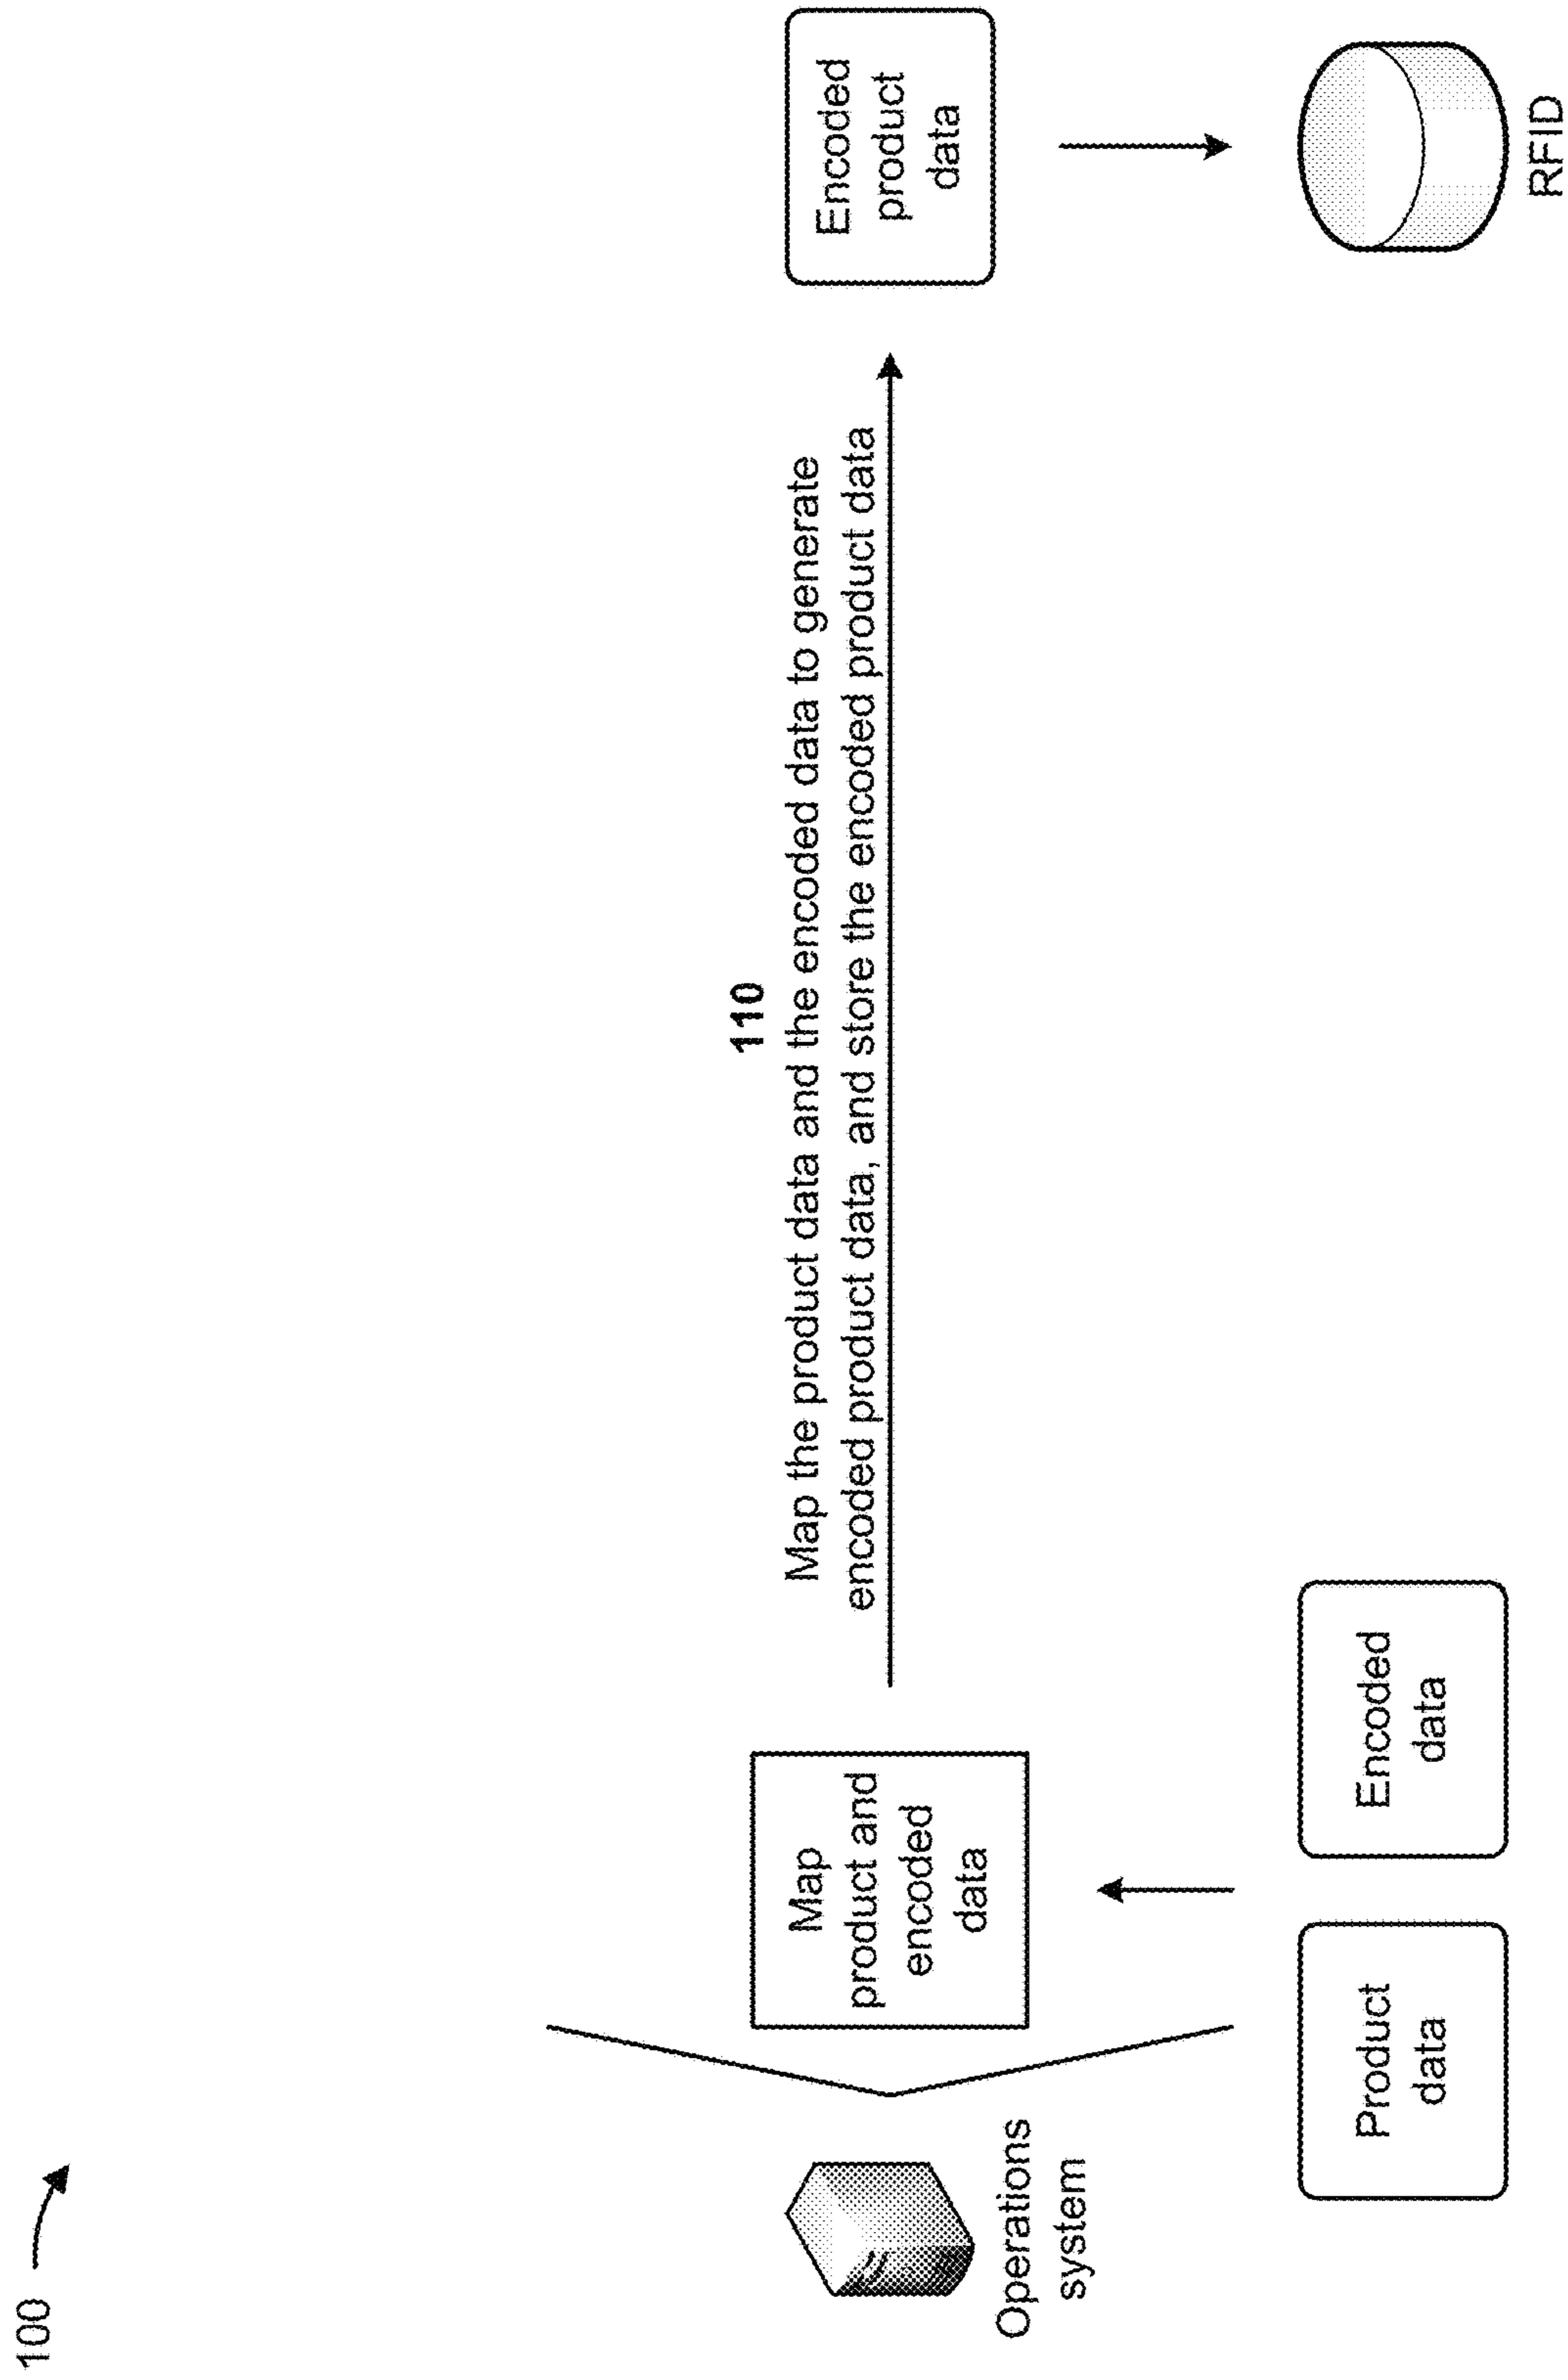 100
110
Map the product data and the encoded data to generate
encoded product data, and store the encoded product data
Operations
system
Map
product and
encoded
data
Encoded
product
data
Product
data
Encoded
data
RFID